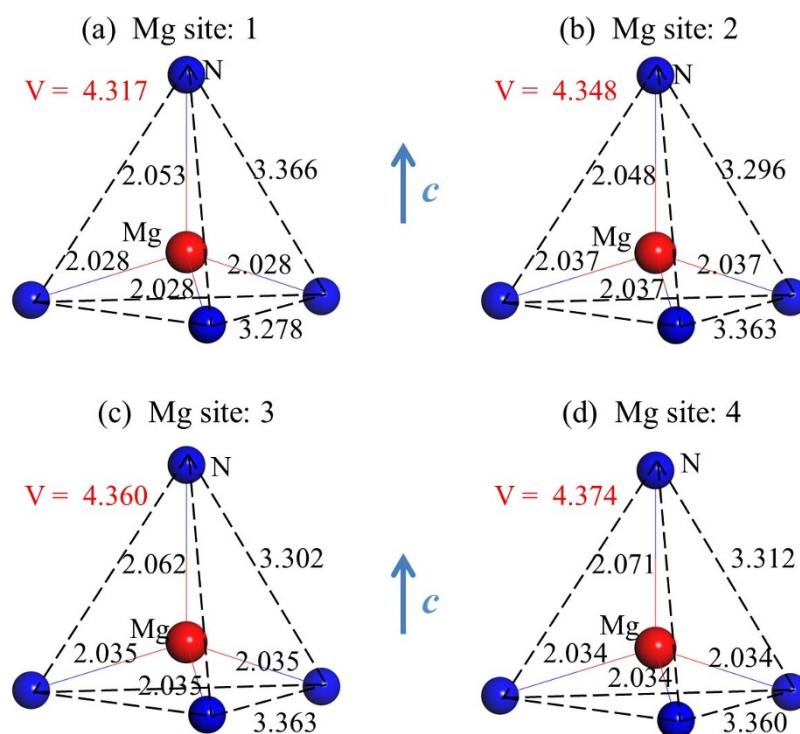 (a) Mg site: 1
N
V = 4.317
2.053
3.366
Mg
2.028
2.028
2.028
3.278
c
(b) Mg site: 2
N
V = 4.348
2.048
3.296
Mg
2.037
2.037
2.037
3.363
(c) Mg site: 3
N
V = 4.360
2.062
3.302
Mg
2.035
2.035
2.035
3.363
c
(d) Mg site: 4
N
V = 4.374
2.071
3.312
Mg
2.034
2.034
2.034
3.360